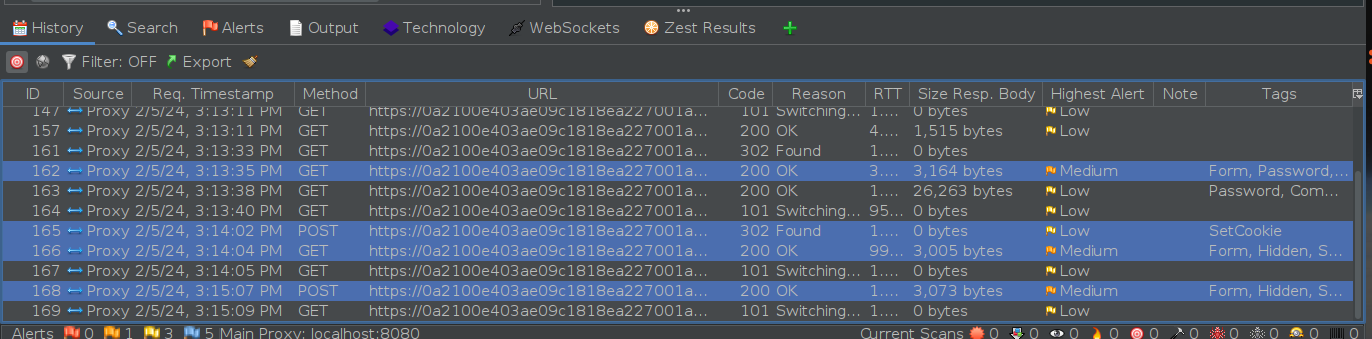 History Search Alerts Output Technology WebSockets Zest Results
Filter: OFF Export
ID Source Req. Timestamp Method URL Code Reason RTT Size Resp. Body Highest Alert Note Tags
147 Proxy 2/5/24, 3:13:11 PM GET https://0a2100e403ae09c1818ea227001a... 101 Switching... 1.... 0 bytes Low
157 Proxy 2/5/24, 3:13:11 PM GET https://0a2100e403ae09c1818ea227001a... 200 OK 4.... 1,515 bytes Low
161 Proxy 2/5/24, 3:13:33 PM GET https://0a2100e403ae09c1818ea227001a... 302 Found 1.... 0 bytes
162 Proxy 2/5/24, 3:13:35 PM GET https://0a2100e403ae09c1818ea227001a... 200 OK 3.... 3,164 bytes Medium Form, Password,...
163 Proxy 2/5/24, 3:13:38 PM GET https://0a2100e403ae09c1818ea227001a... 200 OK 1.... 26,263 bytes Low Password, Com...
164 Proxy 2/5/24, 3:13:40 PM GET https://0a2100e403ae09c1818ea227001a... 101 Switching... 95... 0 bytes Low
165 Proxy 2/5/24, 3:14:02 PM POST https://0a2100e403ae09c1818ea227001a... 302 Found 1.... 0 bytes Low SetCookie
166 Proxy 2/5/24, 3:14:04 PM GET https://0a2100e403ae09c1818ea227001a... 200 OK 99... 3,005 bytes Medium Form, Hidden, S...
167 Proxy 2/5/24, 3:14:05 PM GET https://0a2100e403ae09c1818ea227001a... 101 Switching... 1.... 0 bytes Low
168 Proxy 2/5/24, 3:15:07 PM POST https://0a2100e403ae09c1818ea227001a... 200 OK 1.... 3,073 bytes Medium Form, Hidden, S...
169 Proxy 2/5/24, 3:15:09 PM GET https://0a2100e403ae09c1818ea227001a... 101 Switching... 1.... 0 bytes Low
Alerts 0 1 3 5 Main Proxy: localhost:8080 Current Scans 0 0 0 0 0 0 0 0 0 0